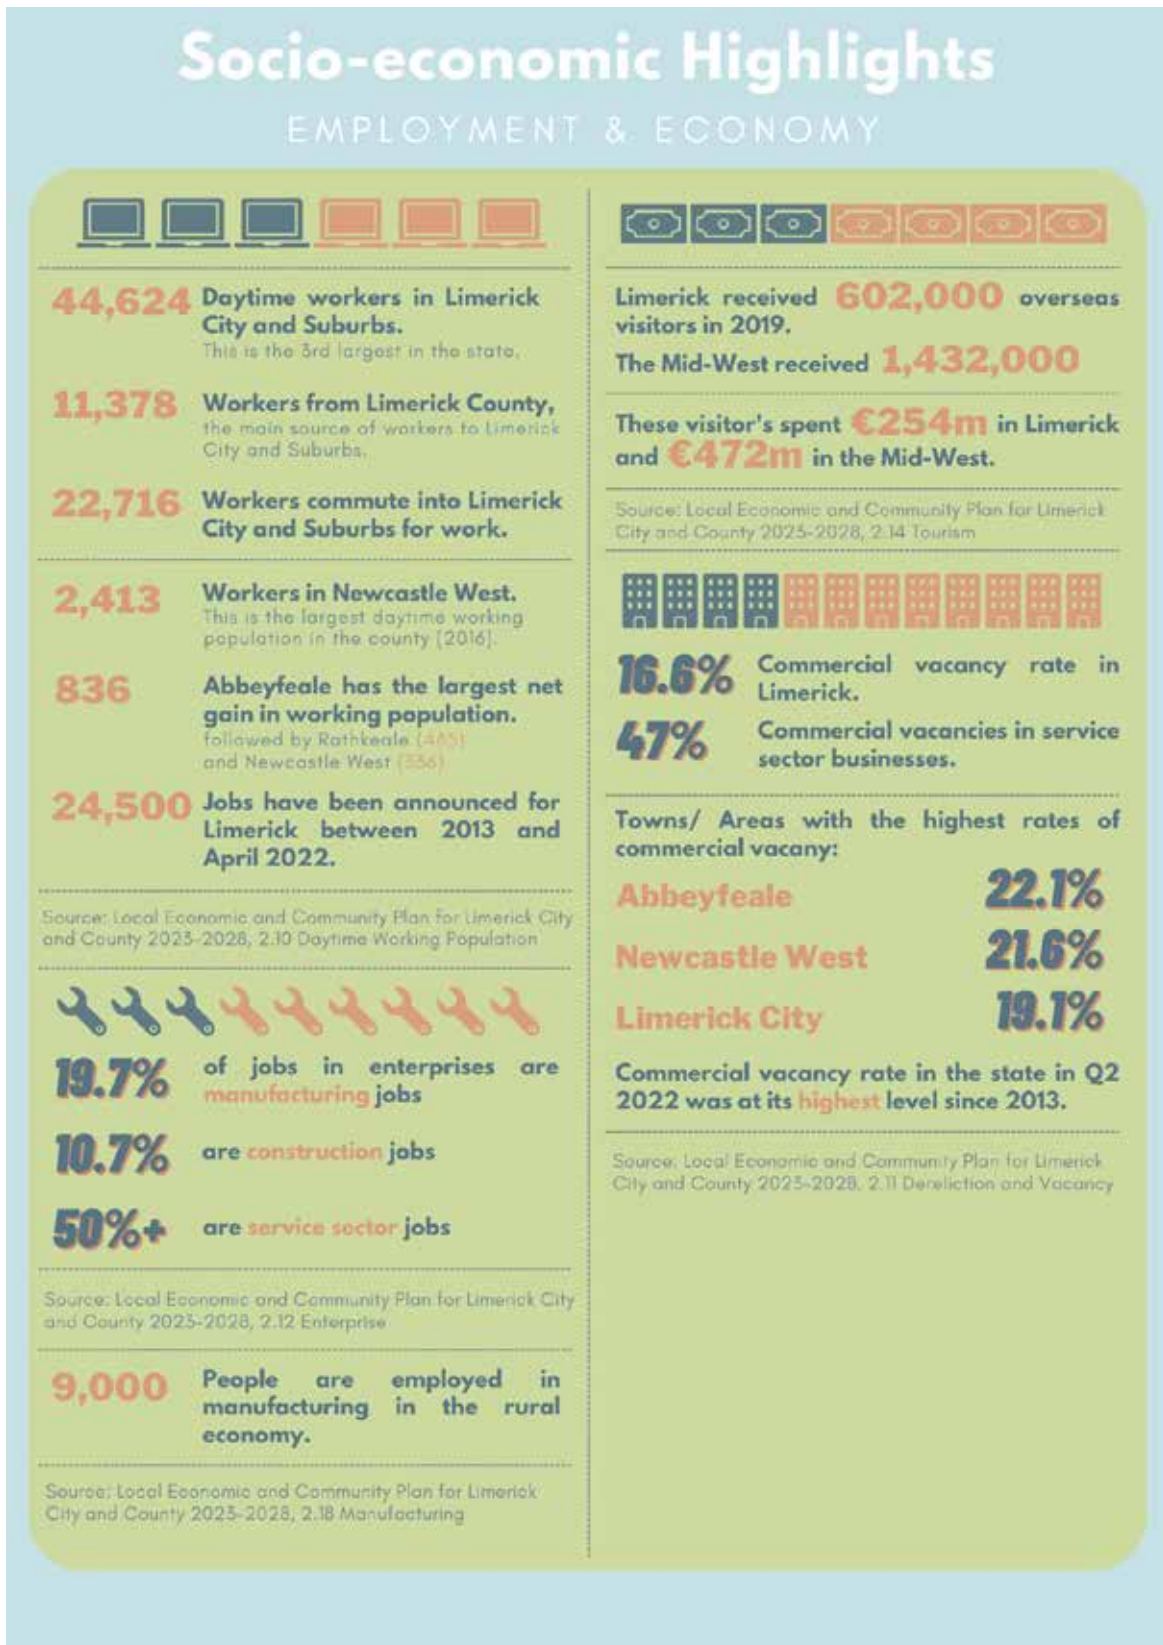 Socio-economic Highlights
EMPLOYMENT & ECONOMY
44,624 Daytime workers in Limerick
City and Suburbs.
This is the 3rd largest in the state.
11,378 Workers from Limerick County,
the main source of workers to Limerick
City and Suburbs.
22,716 Workers commute into Limerick
City and Suburbs for work.
2,413 Workers in Newcastle West.
This is the largest daytime working
population in the county (2016).
836 Abbeyfeale has the largest net
gain in working population.
followed by Rathkeale
and Newcastle West
24,500 Jobs have been announced for
Limerick between 2013 and
April 2022.
Source: Local Economic and Community Plan for Limerick City
and County 2023-2028, 2.10 Daytime Working Population
19.7% of jobs in enterprises are
manufacturing jobs
10.7% are construction jobs
50%+ are service sector jobs
Source: Local Economic and Community Plan for Limerick City
and County 2023-2028, 2.12 Enterprise
9,000 People are employed in
manufacturing in the rural
economy.
Source: Local Economic and Community Plan for Limerick
City and County 2023-2028, 2.18 Manufacturing
Limerick received 602,000 overseas
visitors in 2019.
The Mid-West received 1,432,000
These visitor's spent €254m in Limerick
and €472m in the Mid-West.
Source: Local Economic and Community Plan for Limerick
City and County 2023-2028, 2.14 Tourism
16.6% Commercial vacancy rate in
Limerick.
47% Commercial vacancies in service
sector businesses.
Towns/ Areas with the highest rates of
commercial vacany:
Abbeyfeale 22.1%
Newcastle West 21.6%
Limerick City 19.1%
Commercial vacancy rate in the state in Q2
2022 was at its highest level since 2013.
Source: Local Economic and Community Plan for Limerick
City and County 2023-2028, 2.11 Dereliction and Vacancy